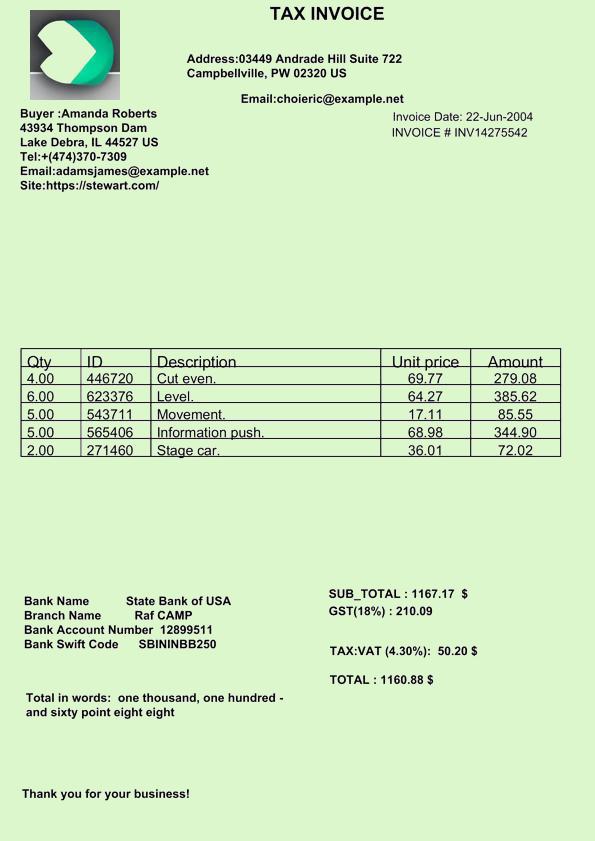 TAX INVOICE
Address:03449 Andrade Hill Suite 722
Campbellville, PW 02320 US
Email:choieric@example.net
Buyer :Amanda Roberts
43934 Thompson Dam
Lake Debra, IL 44527 US
Tel:+(474)370-7309
Email:adamsjames@example.net
Site:https://stewart.com/
Invoice Date: 22-Jun-2004
INVOICE # INV14275542
Qty ID Description Unit price Amount
4.00 446720 Cut even. 69.77 279.08
6.00 623376 Level. 64.27 385.62
5.00 543711 Movement. 17.11 85.55
5.00 565406 Information push. 68.98 344.90
2.00 271460 Stage car. 36.01 72.02
Bank Name State Bank of USA
Branch Name Raf CAMP
Bank Account Number 12899511
Bank Swift Code SBININBB250
SUB_TOTAL : 1167.17 $
GST(18%) : 210.09
TAX:VAT (4.30%): 50.20 $
TOTAL : 1160.88 $
Total in words: one thousand, one hundred -
and sixty point eight eight
Thank you for your business!